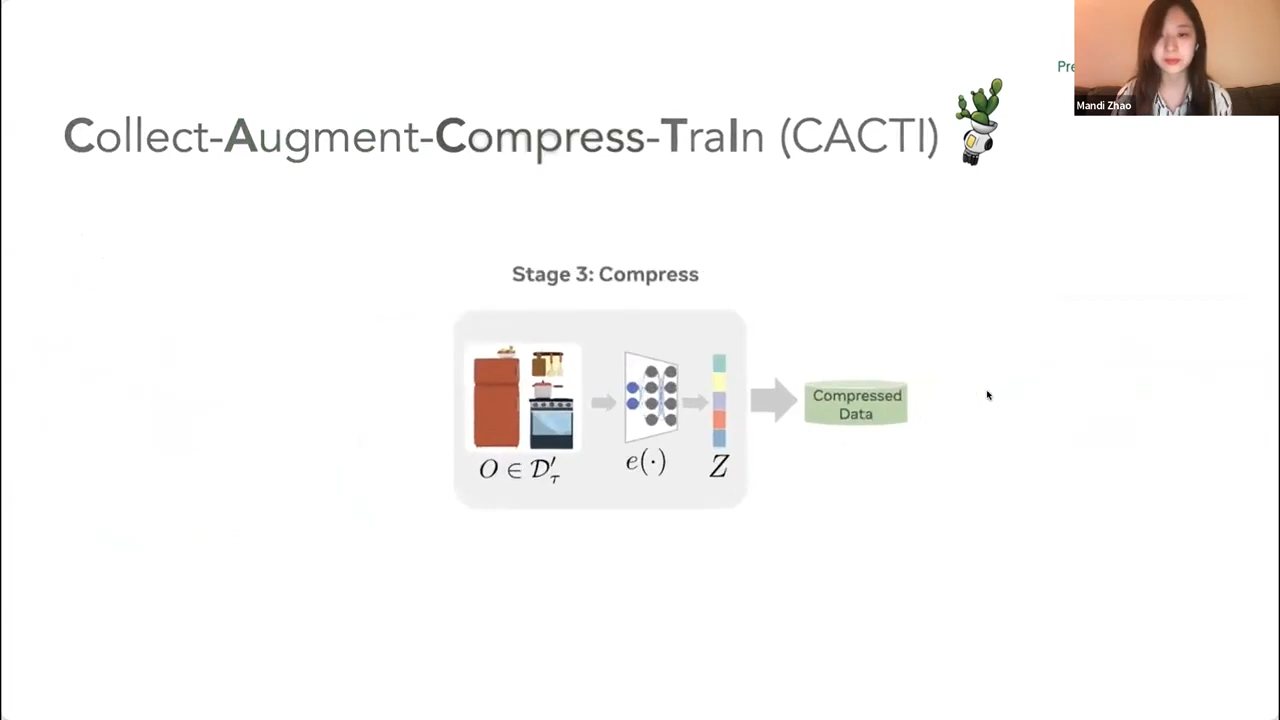 Pre
Mandi Zhao
Collect-Augment-Compress-TraIn (CACTI)
Stage 3: Compress
O ∈ D′τ
e(·)
Z
Compressed
Data